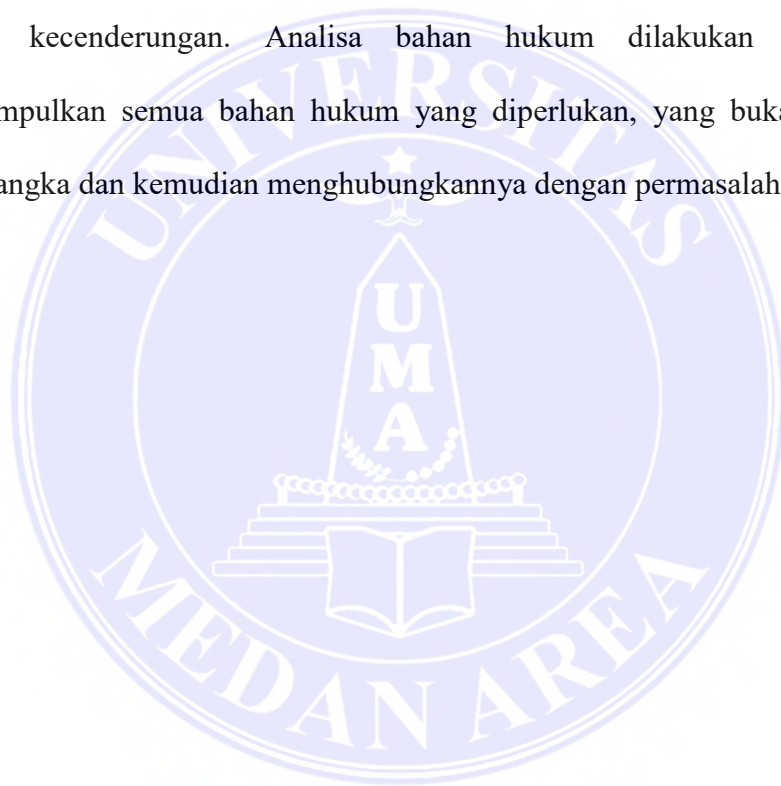 kecenderungan. Analisa bahan hukum dilakukan
mpulkan semua bahan hukum yang diperlukan, yang buka
angka dan kemudian menghubungkannya dengan permasalah
UNIVERSITAS
U
M
A
MEDAN AREA